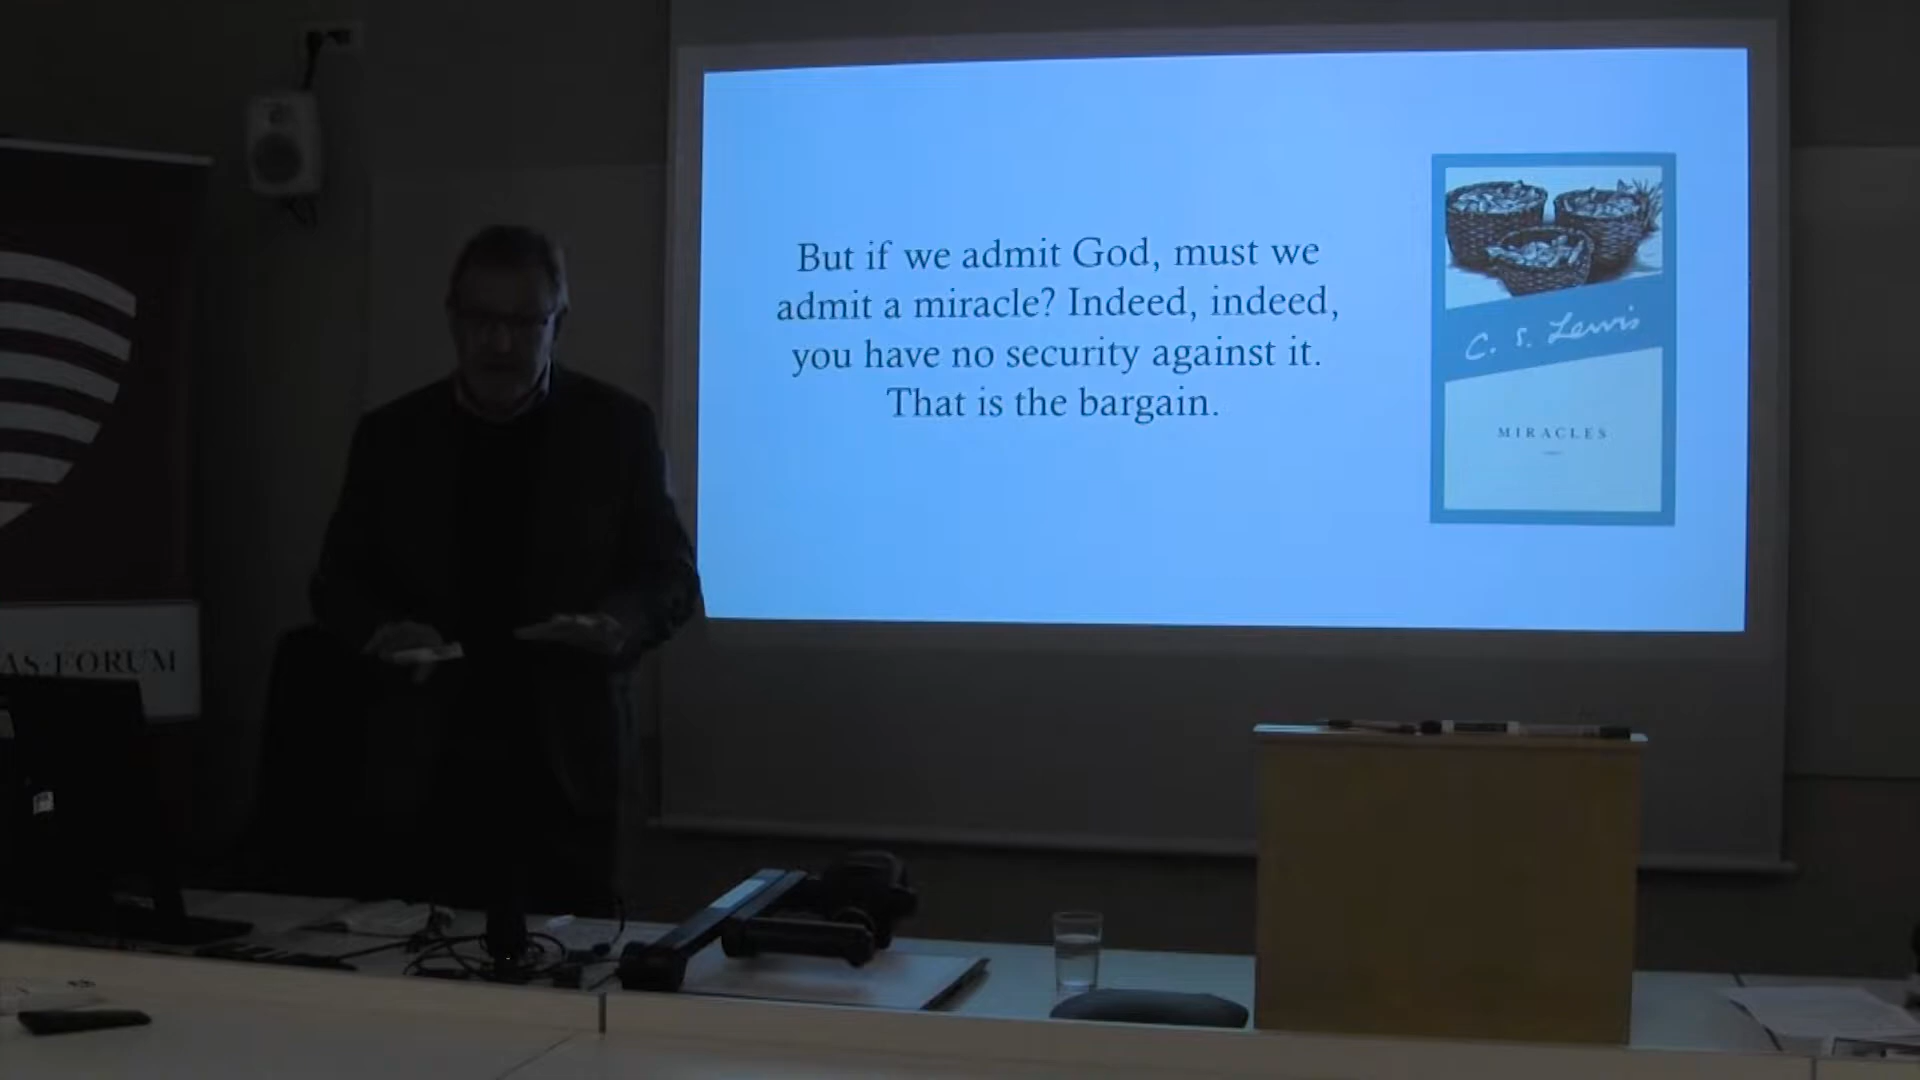 But if we admit God, must we
admit a miracle? Indeed, indeed,
you have no security against it.
That is the bargain.
C. S. Lewis
MIRACLES
AS FORUM